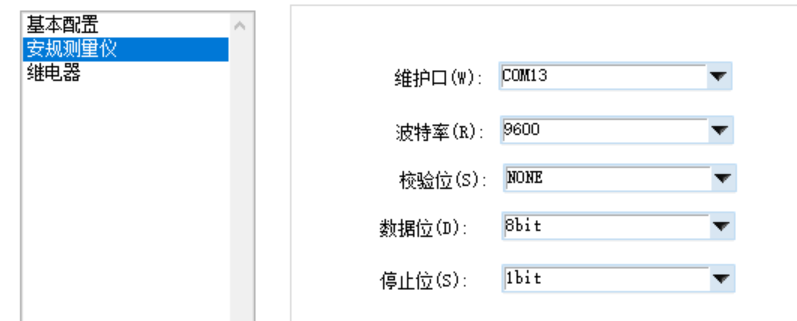 基本配置
安规测量仪
继电器
维护口(W): COM13
波特率(R): 9600
校验位(S): NONE
数据位(D): 8bit
停止位(S): 1bit